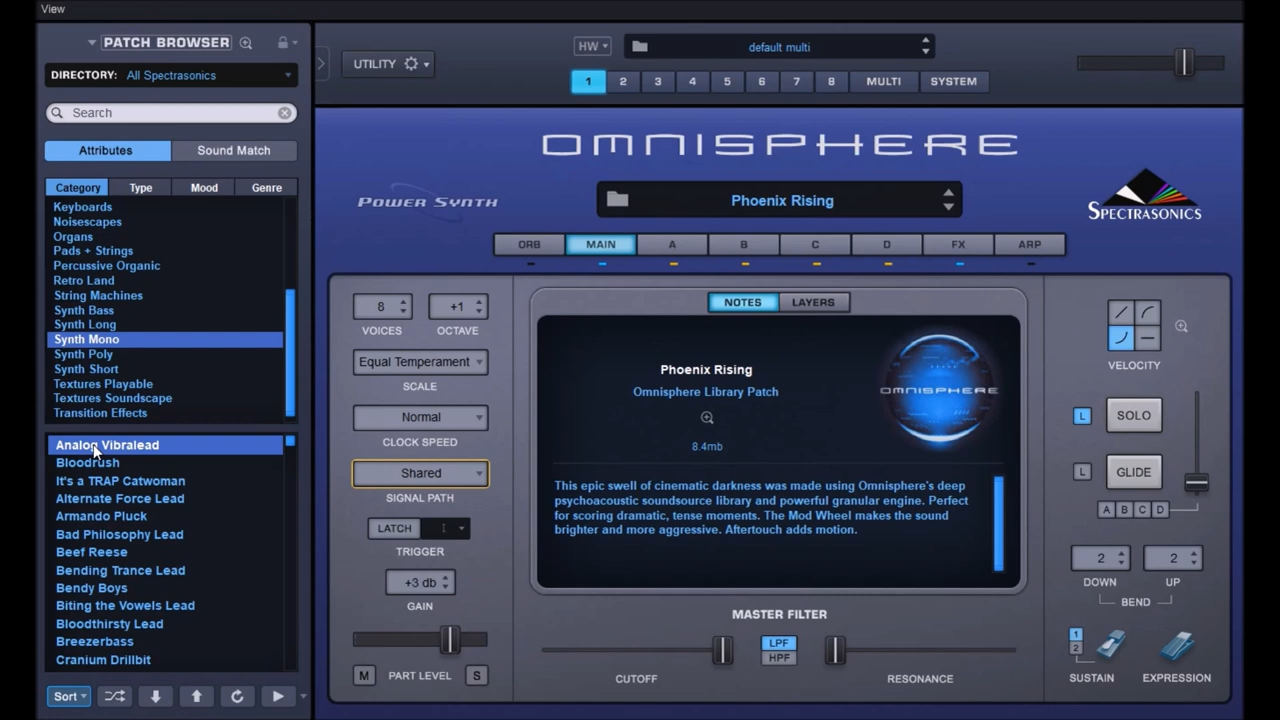 View
PATCH BROWSER
DIRECTORY: All Spectrasonics
Search
Attributes
Sound Match
Category
Type
Mood
Genre
Keyboards
Noisescapes
Organs
Pads + Strings
Percussive Organic
Retro Land
String Machines
Synth Bass
Synth Long
Synth Mono
Synth Poly
Synth Short
Textures Playable
Textures Soundscape
Transition Effects
Analog Vibralead
Bloodrush
It's a TRAP Catwoman
Alternate Force Lead
Armando Pluck
Bad Philosophy Lead
Beef Reese
Bending Trance Lead
Bendy Boys
Biting the Vowels Lead
Bloodthirsty Lead
Breezerbass
Cranium Drillbit
Sort
UTILITY
HW
default multi
1 2 3 4 5 6 7 8 MULTI SYSTEM
OMNISPHERE
POWER SYNTH
Phoenix Rising
SPECTRASONICS
ORB MAIN A B C D FX ARP
8
+1
VOICES
OCTAVE
Equal Temperament
SCALE
Normal
CLOCK SPEED
Shared
SIGNAL PATH
LATCH
TRIGGER
+3 db
GAIN
M PART LEVEL S
NOTES
LAYERS
Phoenix Rising
Omnisphere Library Patch
8.4mb
OMNISPHERE
This epic swell of cinematic darkness was made using Omnisphere's deep
psychoacoustic soundsource library and powerful granular engine. Perfect
for scoring dramatic, tense moments. The Mod Wheel makes the sound
brighter and more aggressive. Aftertouch adds motion.
MASTER FILTER
LPF
HPF
CUTOFF
RESONANCE
VELOCITY
L SOLO
L GLIDE
A B C D
2
2
DOWN
UP
BEND
1
2
SUSTAIN
EXPRESSION